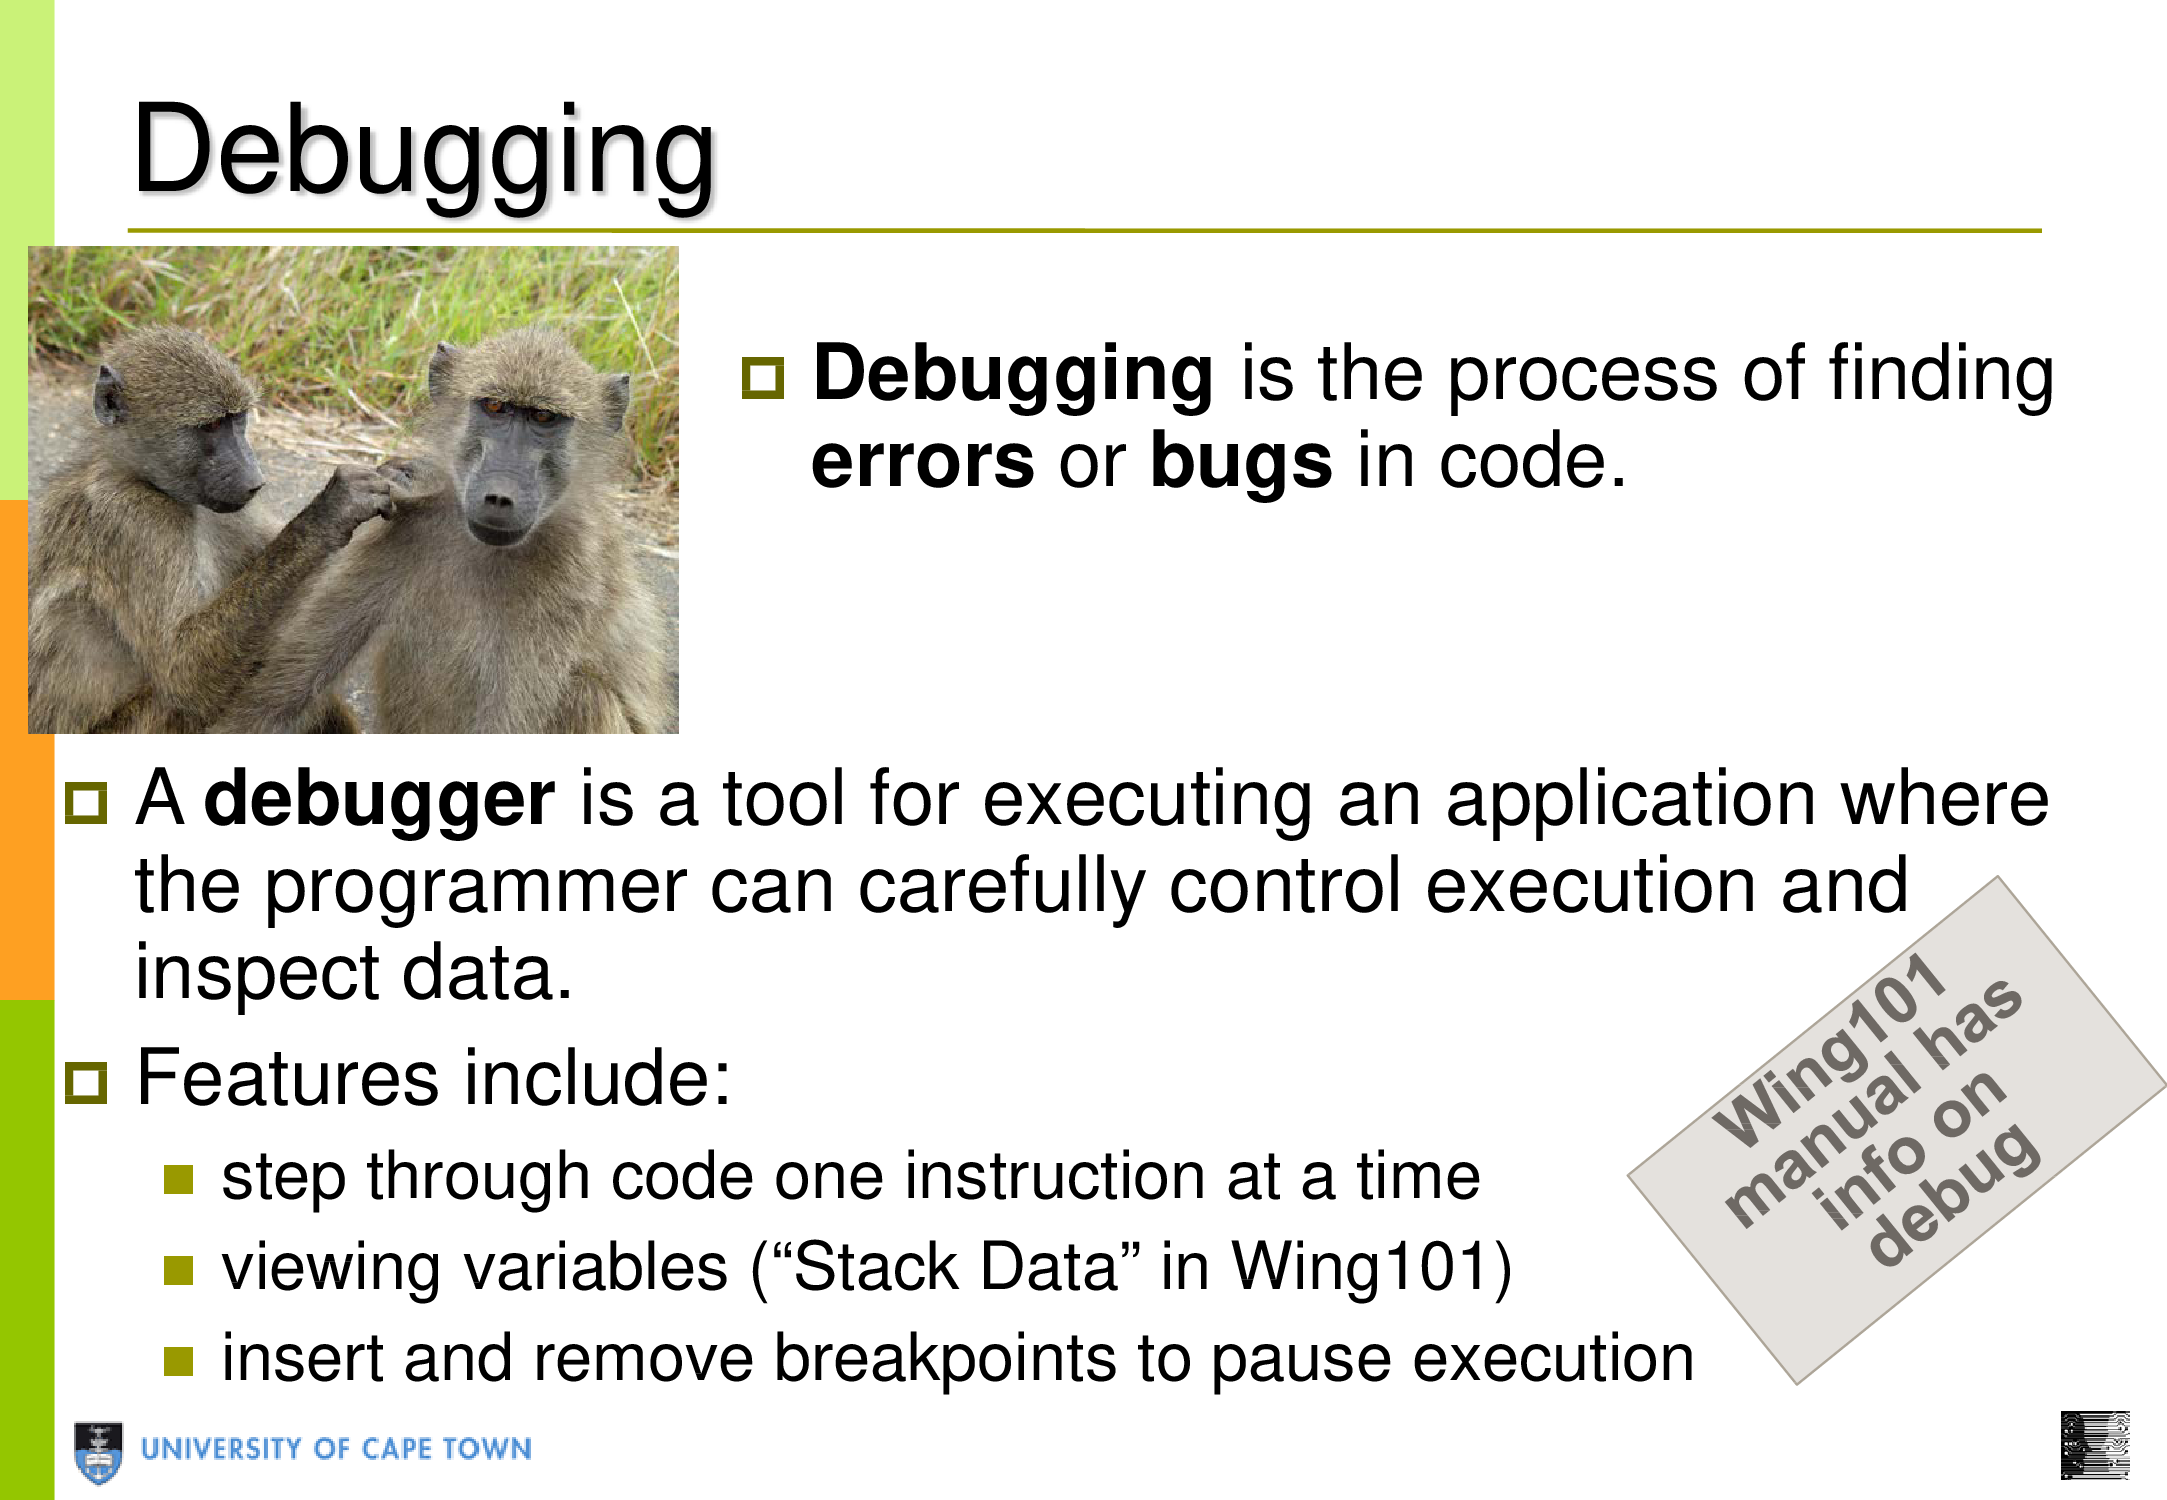 Debugging
Debugging is the process of finding
errors or bugs in code.
A debugger is a tool for executing an application where
the programmer can carefully control execution and
inspect data.
Features include:
step through code one instruction at a time
viewing variables (“Stack Data” in Wing101)
insert and remove breakpoints to pause execution
Wing101
manual has
info on
debug
UNIVERSITY OF CAPE TOWN